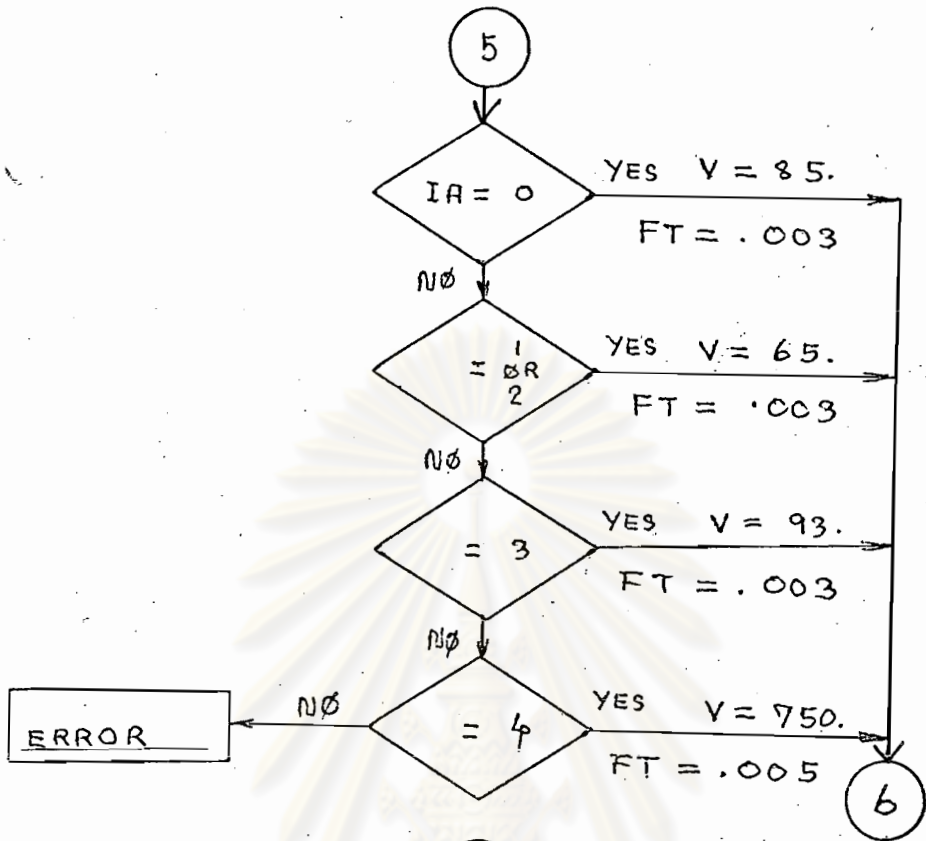 5
IA = 0
YES V = 85.
FT = .003
NØ
= 1 ØR 2
YES V = 65.
FT = .003
NØ
= 3
YES V = 93.
FT = .003
NØ
= 4
YES V = 750.
FT = .005
NØ
ERROR
6